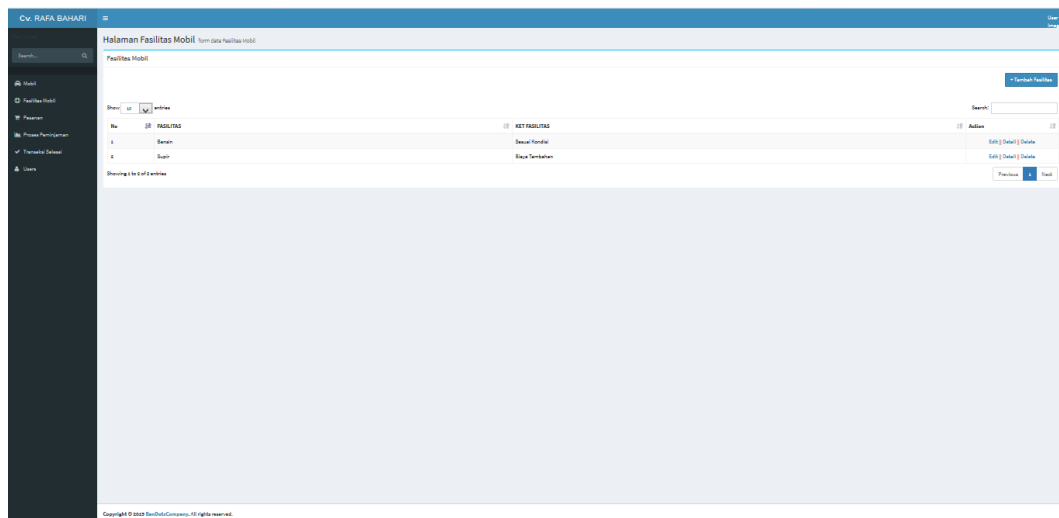 Cv. RAFA BAHARI
User Image
Search...
Mobil
Fasilitas Mobil
Pesanan
Proses Peminjaman
Transaksi Selesai
Users
Halaman Fasilitas Mobil form data Fasilitas Mobil
Fasilitas Mobil
+ Tambah Fasilitas
Show 10 entries Search:
No FASILITAS KET FASILITAS Action
1 Bensin Sesuai Kondisi Edit || Detail || Delete
2 Supir Biaya Tambahan Edit || Detail || Delete
Showing 1 to 2 of 2 entries
Previous 1 Next
All rights reserved.